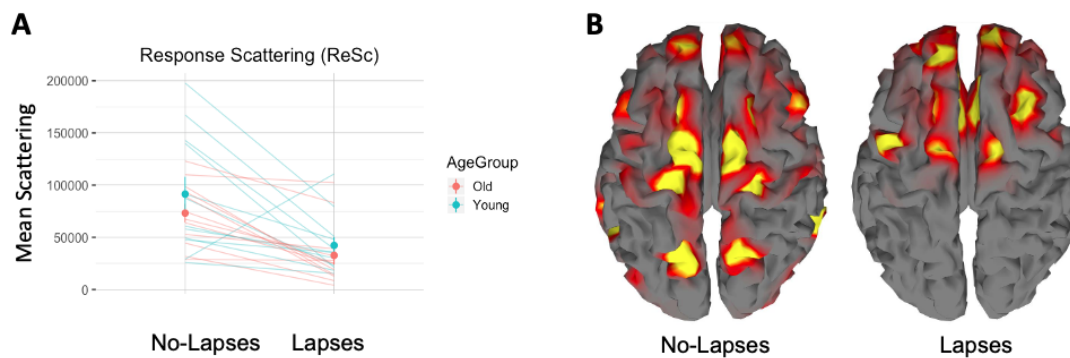 A
Response Scattering (ReSc)
Mean Scattering
200000
150000
100000
50000
0
No-Lapses
Lapses
AgeGroup
Old
Young
B
No-Lapses
Lapses